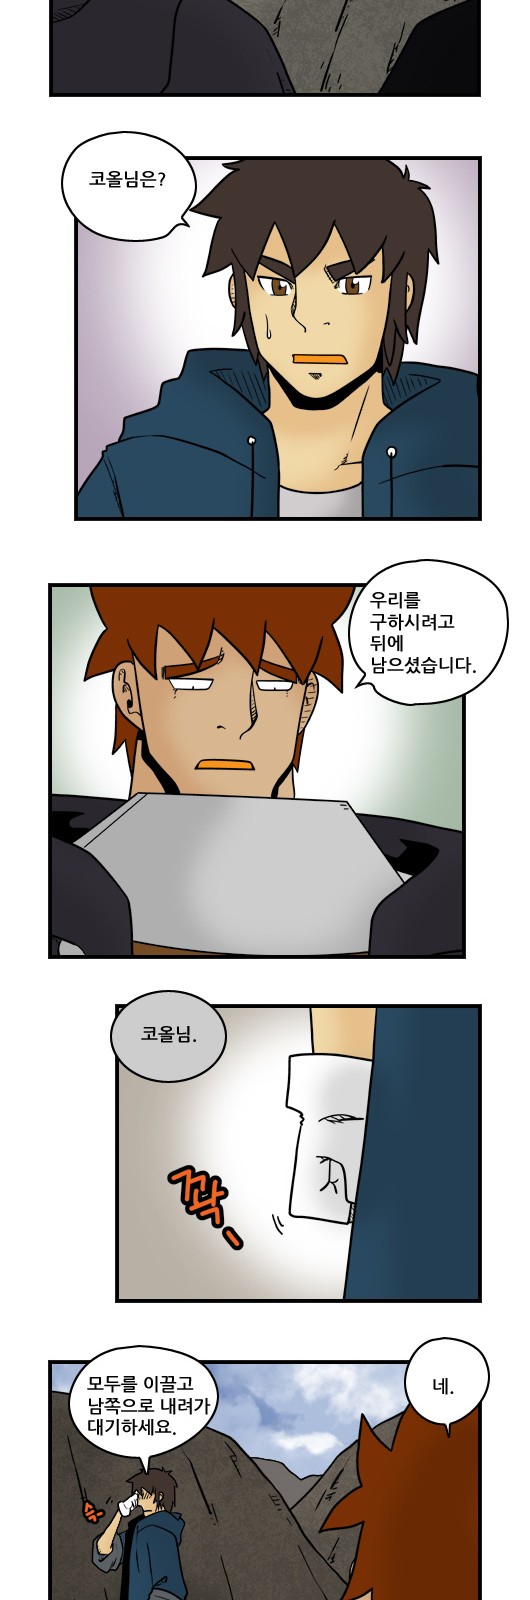 코올님은?
우리를
구하시려고
뒤에
남으셨습니다.
코올님.
꽉
모두를 이끌고
남쪽으로 내려가
대기하세요.
네.
슥